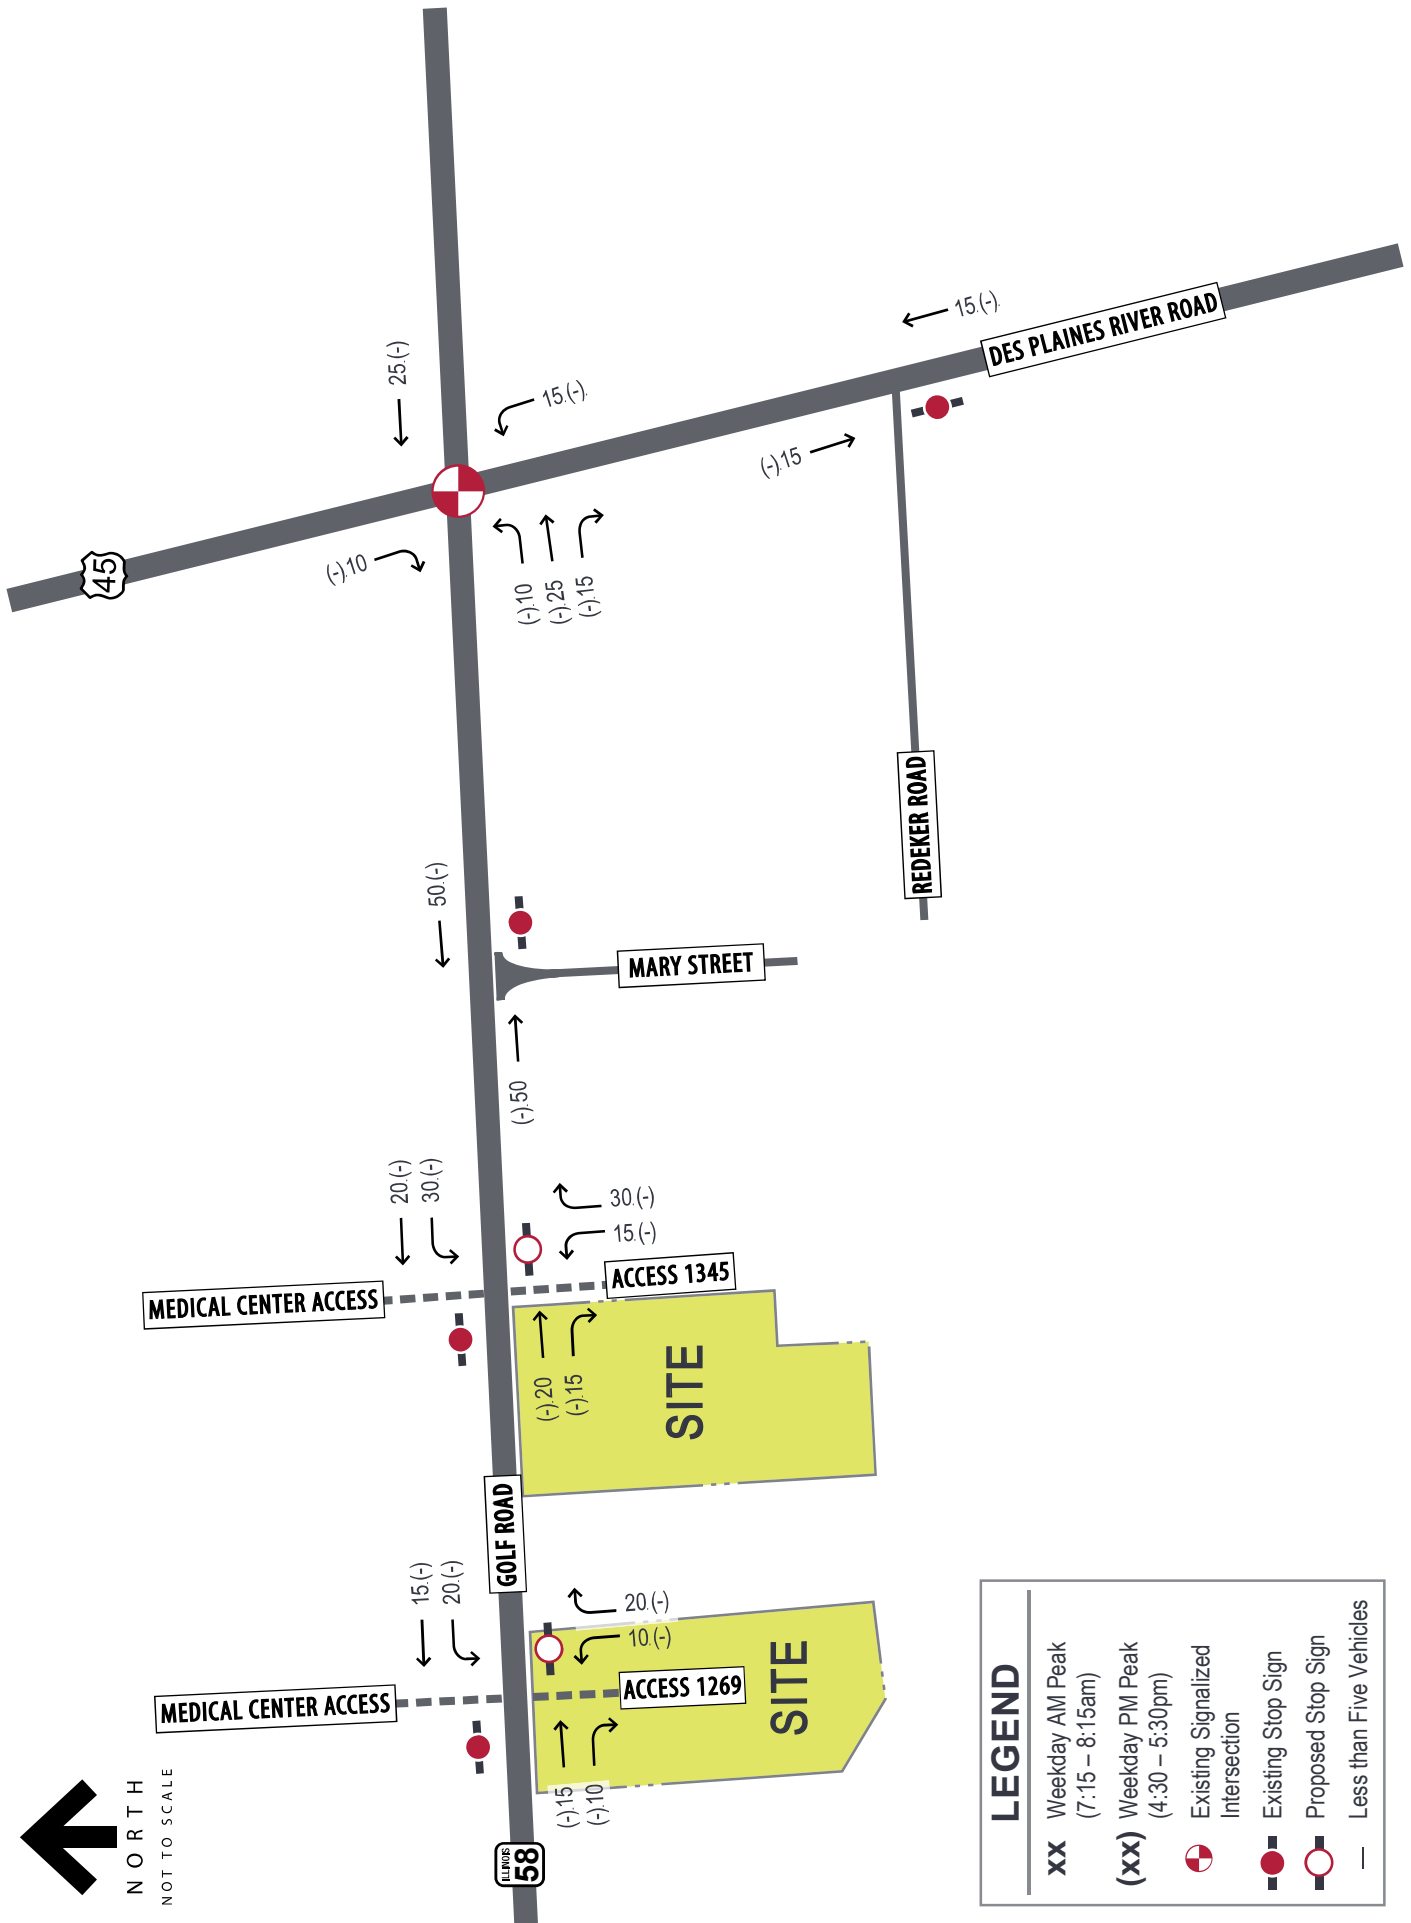 45
(-).10
25.(-)
15.(-).
15.(-).
DES PLAINES RIVER ROAD
(-).15
(-).10
(-).25
(-).15
REDEKER ROAD
50.(-)
MARY STREET
(-).50
20.(-)
30.(-)
30.(-)
15.(-)
MEDICAL CENTER ACCESS
ACCESS 1345
(-).20
(-).15
SITE
GOLF ROAD
15.(-)
20.(-)
20.(-)
10.(-)
MEDICAL CENTER ACCESS
ACCESS 1269
SITE
(-).15
(-).10
ILLINOIS
58
NORTH
NOT TO SCALE
LEGEND
xx Weekday AM Peak
(7:15 – 8:15am)
(xx) Weekday PM Peak
(4:30 – 5:30pm)
Existing Signalized
Intersection
Existing Stop Sign
Proposed Stop Sign
Less than Five Vehicles